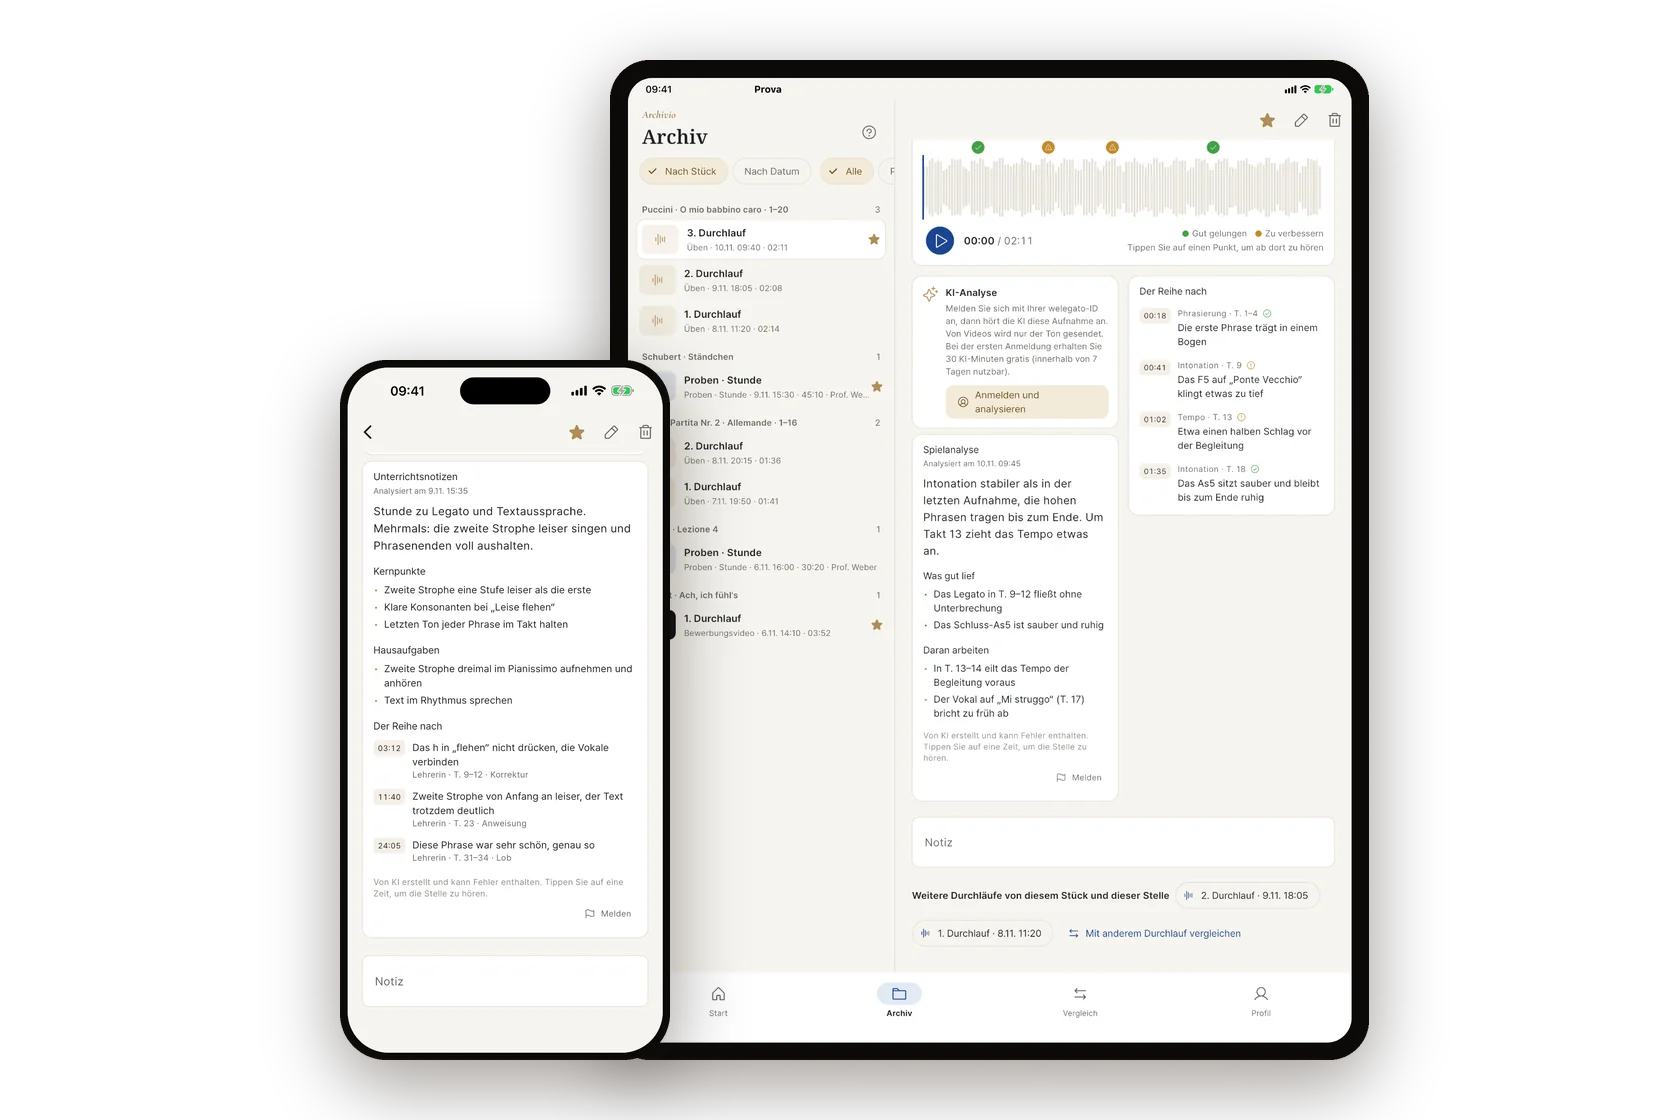 09:41
Unterrichtsnotizen
Analysiert am 9.11. 15:35
Stunde zu Legato und Textaussprache.
Mehrmals: die zweite Strophe leiser singen und
Phrasenenden voll aushalten.
Kernpunkte
· Zweite Strophe eine Stufe leiser als die erste
· Klare Konsonanten bei „Leise flehen“
· Letzten Ton jeder Phrase im Takt halten
Hausaufgaben
· Zweite Strophe dreimal im Pianissimo aufnehmen und
anhören
· Text im Rhythmus sprechen
Der Reihe nach
03:12 Das h in „flehen“ nicht drücken, die Vokale
verbinden
Lehrerin · T. 9–12 · Korrektur
11:40 Zweite Strophe von Anfang an leiser, der Text
trotzdem deutlich
Lehrerin · T. 23 · Anweisung
24:05 Diese Phrase war sehr schön, genau so
Lehrerin · T. 31–34 · Lob
Von KI erstellt und kann Fehler enthalten. Tippen Sie auf eine
Zeit, um die Stelle zu hören.
Melden
Notiz
09:41 Prova
Archivio
Archiv
Nach Stück Nach Datum Alle
Puccini · O mio babbino caro · 1–20 3
3. Durchlauf
Üben · 10.11. 09:40 · 02:11
2. Durchlauf
Üben · 9.11. 18:05 · 02:08
1. Durchlauf
Üben · 8.11. 11:20 · 02:14
Schubert · Ständchen 1
Proben · Stunde
Proben · Stunde · 9.11. 15:30 · 45:10 · Prof. We...
Partita Nr. 2 · Allemande · 1–16 2
2. Durchlauf
Üben · 8.11. 20:15 · 01:36
1. Durchlauf
Üben · 7.11. 19:50 · 01:41
· Lezione 4 1
Proben · Stunde
Proben · Stunde · 6.11. 16:00 · 30:20 · Prof. Weber
· Ach, ich fühl's 1
1. Durchlauf
Bewerbungsvideo · 6.11. 14:10 · 03:52
00:00 / 02:11
Gut gelungen Zu verbessern
Tippen Sie auf einen Punkt, um ab dort zu hören
KI-Analyse
Melden Sie sich mit Ihrer welegato-ID
an, dann hört die KI diese Aufnahme an.
Von Videos wird nur der Ton gesendet.
Bei der ersten Anmeldung erhalten Sie
30 KI-Minuten gratis (innerhalb von 7
Tagen nutzbar).
Anmelden und
analysieren
Spielanalyse
Analysiert am 10.11. 09:45
Intonation stabiler als in der
letzten Aufnahme, die hohen
Phrasen tragen bis zum Ende. Um
Takt 13 zieht das Tempo etwas
an.
Was gut lief
· Das Legato in T. 9–12 fließt ohne
Unterbrechung
· Das Schluss-As5 ist sauber und ruhig
Daran arbeiten
· In T. 13–14 eilt das Tempo der
Begleitung voraus
· Der Vokal auf „Mi struggo“ (T. 17)
bricht zu früh ab
Von KI erstellt und kann Fehler enthalten.
Tippen Sie auf eine Zeit, um die Stelle zu
hören.
Melden
Der Reihe nach
00:18 Phrasierung · T. 1–4
Die erste Phrase trägt in einem
Bogen
00:41 Intonation · T. 9
Das F5 auf „Ponte Vecchio“
klingt etwas zu tief
01:02 Tempo · T. 13
Etwa einen halben Schlag vor
der Begleitung
01:35 Intonation · T. 18
Das As5 sitzt sauber und bleibt
bis zum Ende ruhig
Notiz
Weitere Durchläufe von diesem Stück und dieser Stelle 2. Durchlauf · 9.11. 18:05
1. Durchlauf · 8.11. 11:20 Mit anderem Durchlauf vergleichen
Start Archiv Vergleich Profil